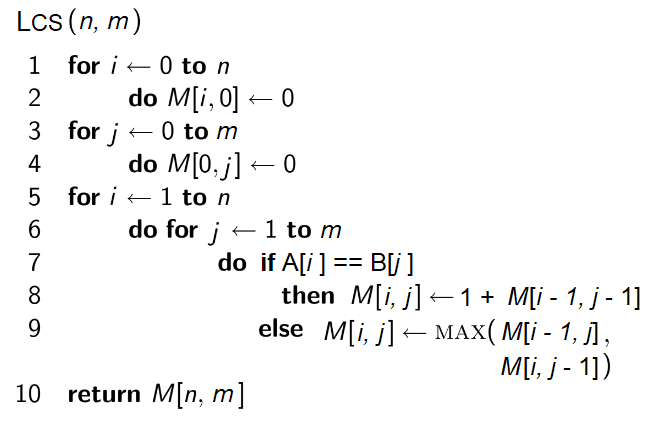 LCS(n, m)
1 for i ← 0 to n
2 do M[i, 0] ← 0
3 for j ← 0 to m
4 do M[0, j] ← 0
5 for i ← 1 to n
6 do for j ← 1 to m
7 do if A[i ] == B[j ]
8 then M[i, j] ← 1 + M[i - 1, j - 1]
9 else M[i, j] ← MAX( M[i - 1, j],
M[i, j - 1])
10 return M[n, m]